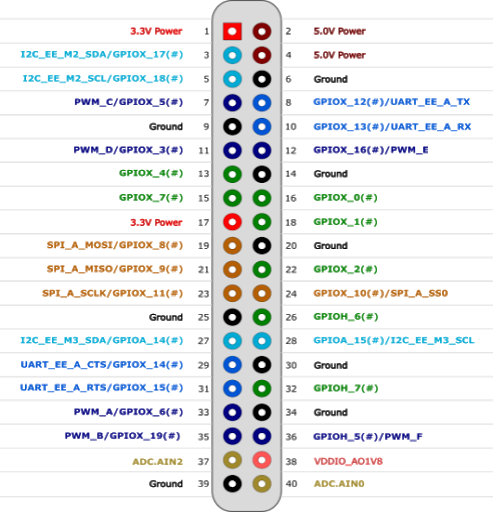 3.3V Power 1 2 5.0V Power
I2C_EE_M2_SDA/GPIOX_17(#) 3 4 5.0V Power
I2C_EE_M2_SCL/GPIOX_18(#) 5 6 Ground
PWM_C/GPIOX_5(#) 7 8 GPIOX_12(#)/UART_EE_A_TX
Ground 9 10 GPIOX_13(#)/UART_EE_A_RX
PWM_D/GPIOX_3(#) 11 12 GPIOX_16(#)/PWM_E
GPIOX_4(#) 13 14 Ground
GPIOX_7(#) 15 16 GPIOX_0(#)
3.3V Power 17 18 GPIOX_1(#)
SPI_A_MOSI/GPIOX_8(#) 19 20 Ground
SPI_A_MISO/GPIOX_9(#) 21 22 GPIOX_2(#)
SPI_A_SCLK/GPIOX_11(#) 23 24 GPIOX_10(#)/SPI_A_SS0
Ground 25 26 GPIOH_6(#)
I2C_EE_M3_SDA/GPIOA_14(#) 27 28 GPIOA_15(#)/I2C_EE_M3_SCL
UART_EE_A_CTS/GPIOX_14(#) 29 30 Ground
UART_EE_A_RTS/GPIOX_15(#) 31 32 GPIOH_7(#)
PWM_A/GPIOX_6(#) 33 34 Ground
PWM_B/GPIOX_19(#) 35 36 GPIOH_5(#)/PWM_F
ADC.AIN2 37 38 VDDIO_AO1V8
Ground 39 40 ADC.AIN0